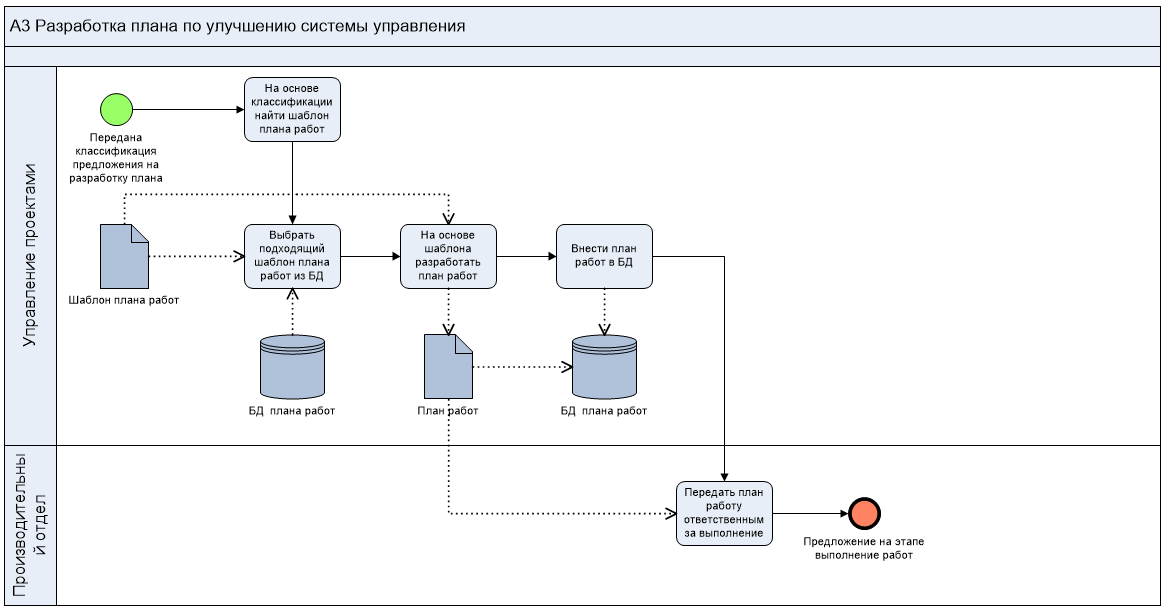 А3 Разработка плана по улучшению системы управления
Управление проектами
На основе
классификации
найти шаблон
плана работ
Передана
классификация
предложения на
разработку плана
Шаблон плана работ
Выбрать
подходящий
шаблон плана
работ из БД
На основе
шаблона
разработать
план работ
Внести план
работ в БД
БД плана работ
План работ
БД плана работ
Производительны
й отдел
Передать план
работу
ответственным
за выполнение
Предложение на этапе
выполнение работ